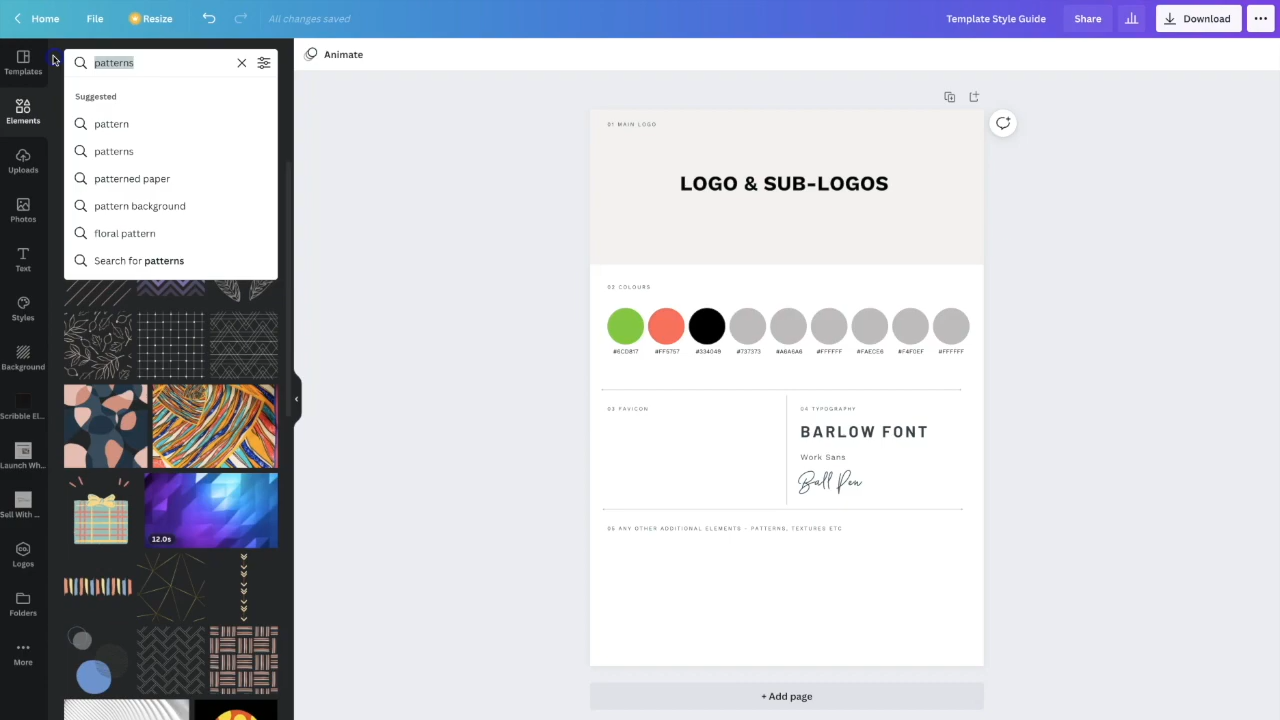 Home
File
Resize
All changes saved
Template Style Guide
Share
Download
Templates
Elements
Uploads
Photos
Text
Styles
Background
Scribble El...
Launch Wh...
Sell With ...
CO.
Logos
Folders
More
patterns
Suggested
pattern
patterns
patterned paper
pattern background
floral pattern
Search for patterns
12.0s
Animate
01 MAIN LOGO
LOGO & SUB-LOGOS
02 COLOURS
#6CD817 #FF5757 #334049 #737373 #A6A6A6 #FFFFFF #FAECE6 #F4F0EF #FFFFFF
03 FAVICON
04 TYPOGRAPHY
BARLOW FONT
Work Sans
Ball Pen
05 ANY OTHER ADDITIONAL ELEMENTS - PATTERNS, TEXTURES ETC
+ Add page